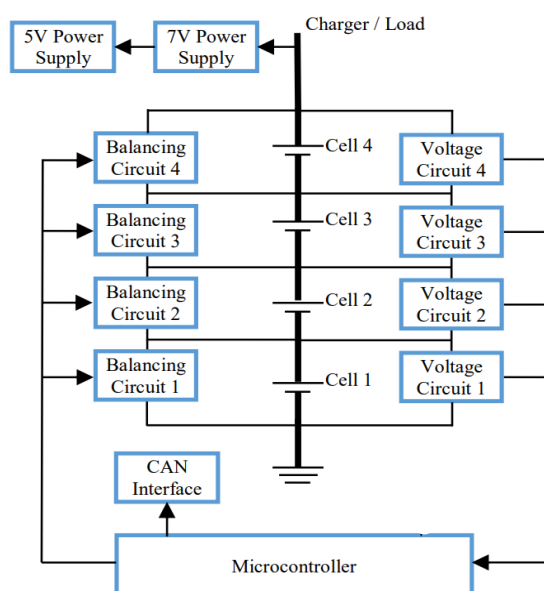 Charger / Load
5V Power
Supply
7V Power
Supply
Balancing
Circuit 4
Cell 4
Voltage
Circuit 4
Balancing
Circuit 3
Cell 3
Voltage
Circuit 3
Balancing
Circuit 2
Cell 2
Voltage
Circuit 2
Balancing
Circuit 1
Cell 1
Voltage
Circuit 1
CAN
Interface
Microcontroller